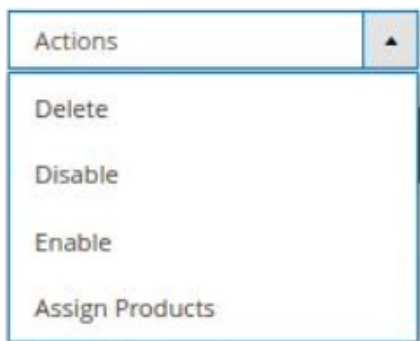 Actions
Delete
Disable
Enable
Assign Products